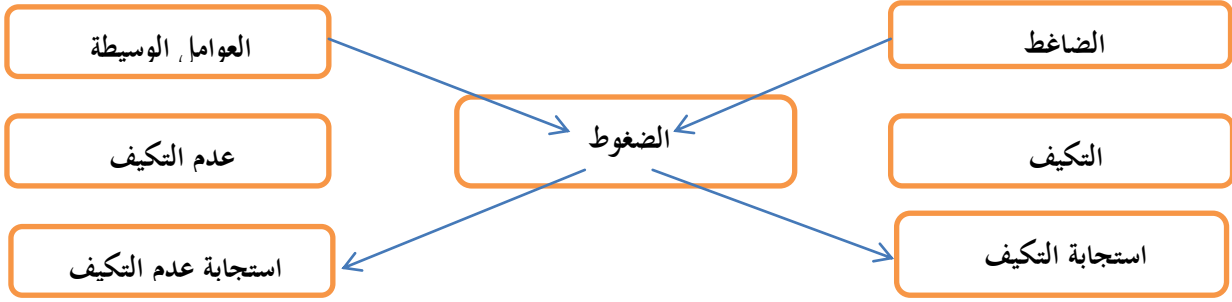 الضاغط
العوامل الوسيطة
الضغوط
التكيف
عدم التكيف
استجابة التكيف
استجابة عدم التكيف